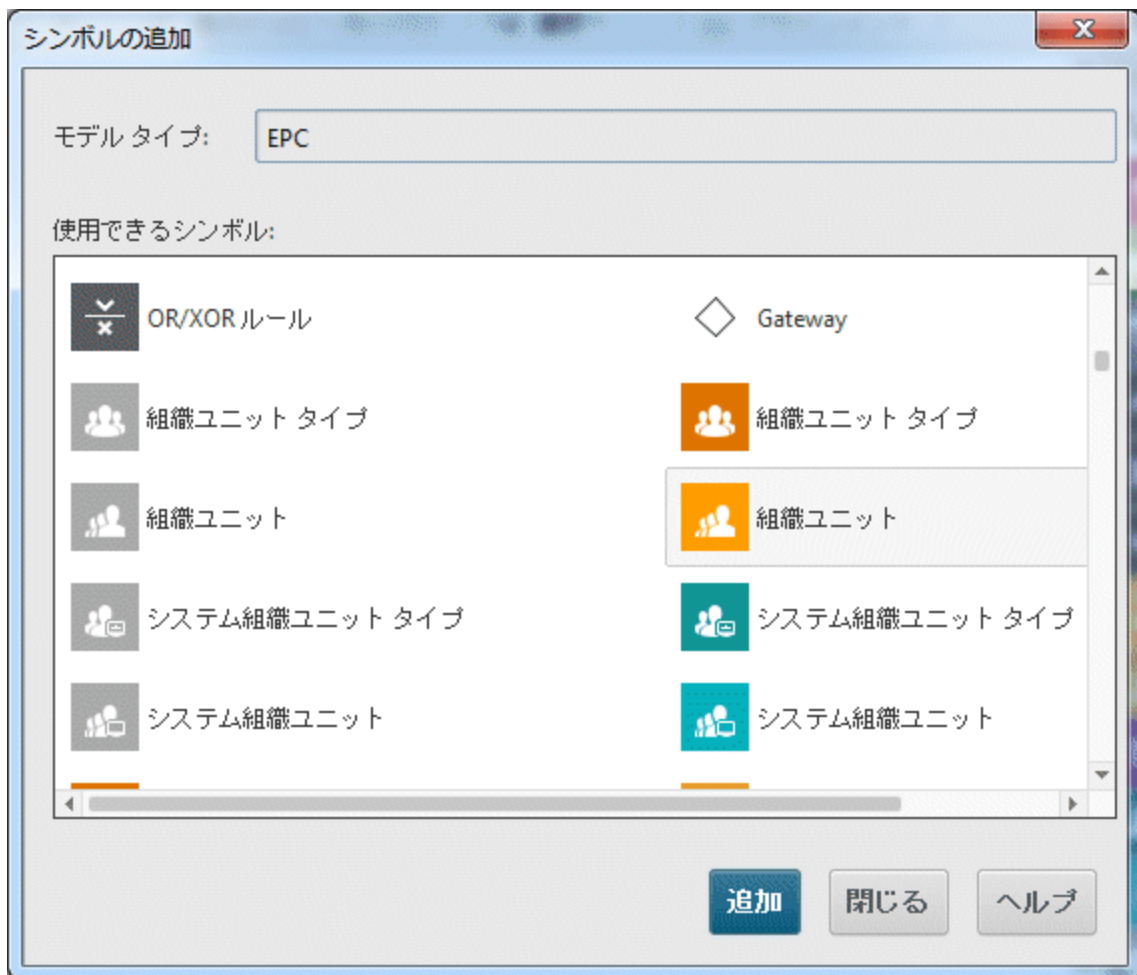 シンボルの追加
モデル タイプ:
EPC
使用できるシンボル:
OR/XOR ルール
Gateway
組織ユニット タイプ
組織ユニット タイプ
組織ユニット
組織ユニット
システム組織ユニット タイプ
システム組織ユニット タイプ
システム組織ユニット
システム組織ユニット
追加
閉じる
ヘルプ